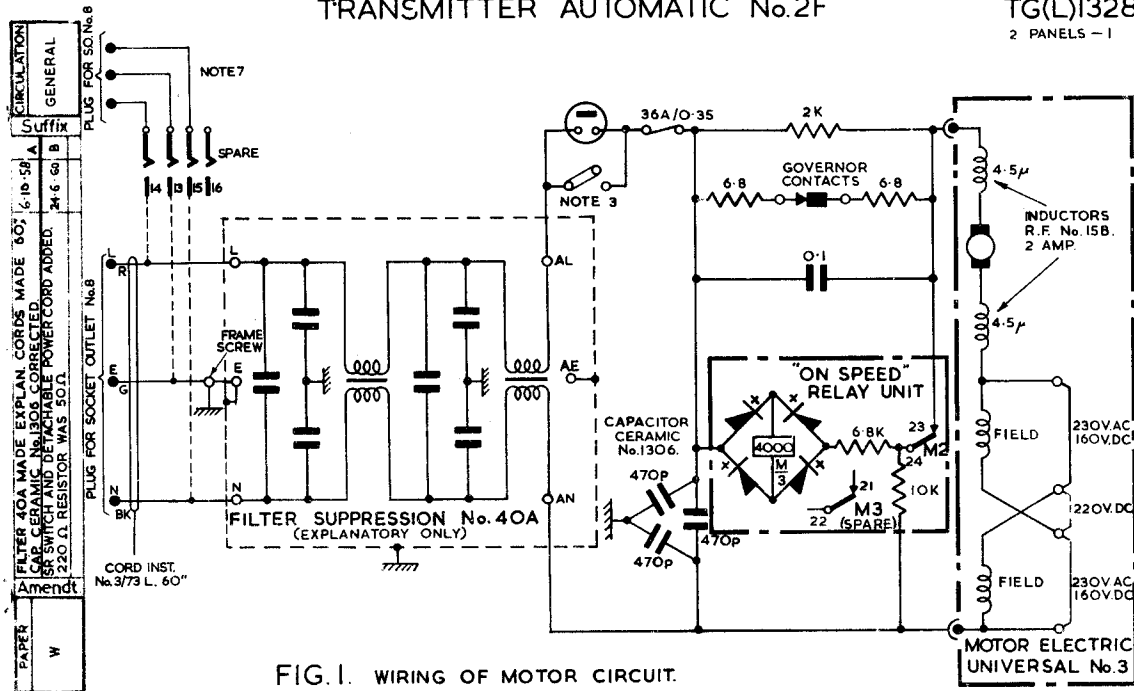 TRANSMITTER AUTOMATIC No.2F
TG(L)1328
2 PANELS – 1
CIRCULATION
GENERAL
Suffix
A
B
6·10·58
24·6·60
FILTER 40A MADE EXPLAN. CORDS MADE 60"
CAP. CERAMIC No.1306 CORRECTED.
SR SWITCH AND DETACHABLE POWER CORD ADDED.
220 Ω RESISTOR WAS 50 Ω
Amendt
PAPER
W
PLUG FOR S.O. No.8
NOTE 7
SPARE
14
13
15
16
PLUG FOR SOCKET OUTLET No.8
L
R
E
G
N
BK
CORD INST.
No.3/73 L. 60"
L
FRAME
SCREW
E
N
FILTER SUPPRESSION No.40A
(EXPLANATORY ONLY)
AL
AE
AN
NOTE 3
36A/0·35
2K
GOVERNOR
CONTACTS
6·8
6·8
0·1
"ON SPEED"
RELAY UNIT
4000
M
3
6·8K
23
M2
24
21
22
M3
(SPARE)
10K
CAPACITOR
CERAMIC
No.1306.
470p
470p
470p
4·5μ
INDUCTORS
R.F. No.15B.
2 AMP.
4·5μ
FIELD
230V.AC
160V.DC
220V.DC
FIELD
230V.AC
160V.DC
MOTOR ELECTRIC
UNIVERSAL No.3
FIG.1. WIRING OF MOTOR CIRCUIT.